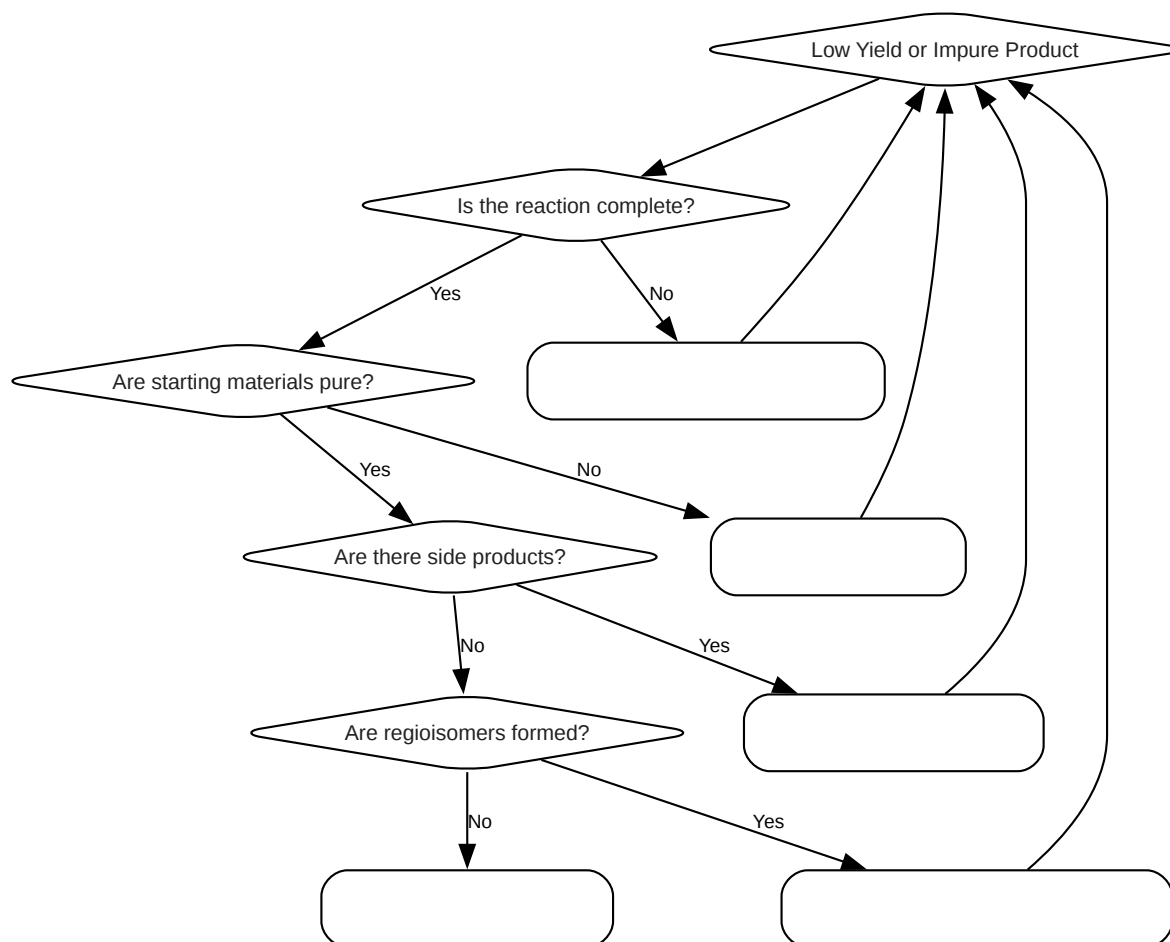 Low Yield or Impure Product
Is the reaction complete?
Yes
No
Are starting materials pure?
Yes
No
Are there side products?
No
Yes
Are regioisomers formed?
No
Yes